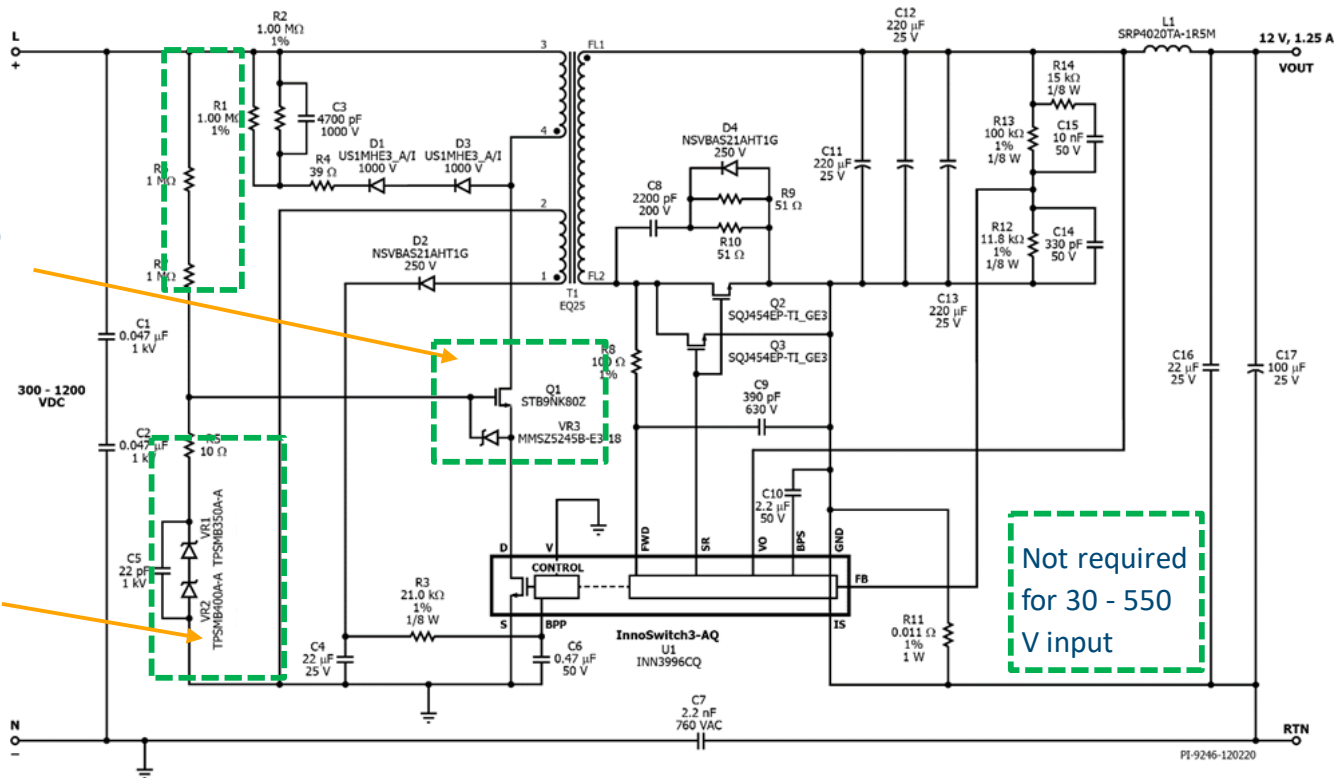 L
+
R2
1.00 MΩ
1%
R1
1.00 MΩ
1%
C3
4700 pF
1000 V
D1
US1MHE3_A/I
1000 V
D3
US1MHE3_A/I
1000 V
R4
39 Ω
1 MΩ
1 MΩ
3
4
2
1
FL1
FL2
T1
EQ25
D2
NSVBAS21AHT1G
250 V
C8
2200 pF
200 V
D4
NSVBAS21AHT1G
250 V
R9
51 Ω
R10
51 Ω
C12
220 µF
25 V
C11
220 µF
25 V
C13
220 µF
25 V
L1
SRP4020TA-1R5M
12 V, 1.25 A
VOUT
R14
15 kΩ
1/8 W
R13
100 kΩ
1%
1/8 W
C15
10 nF
50 V
R12
11.8 kΩ
1%
1/8 W
C14
330 pF
50 V
Q2
SQJ454EP-TI_GE3
Q3
SQJ454EP-TI_GE3
R8
100 Ω
1%
C9
390 pF
630 V
C16
22 µF
25 V
C17
100 µF
25 V
C1
0.047 µF
1 kV
300 - 1200
VDC
C2
0.047 µF
1 kV
R5
10 Ω
Q1
STB9NK80Z
VR3
MMSZ5245B-E3-18
VR1 TPSMB350A-A
VR2 TPSMB400A-A
C5
22 pF
1 kV
C10
2.2 µF
50 V
D
V
FWD
SR
VO
BPS
GND
CONTROL
FB
S
BPP
IS
InnoSwitch3-AQ
U1
INN3996CQ
R3
21.0 kΩ
1%
1/8 W
C4
22 µF
25 V
C6
0.47 µF
50 V
R11
0.011 Ω
1%
1 W
Not required
for 30 - 550
V input
C7
2.2 nF
760 VAC
N
–
RTN
PI-9246-120220